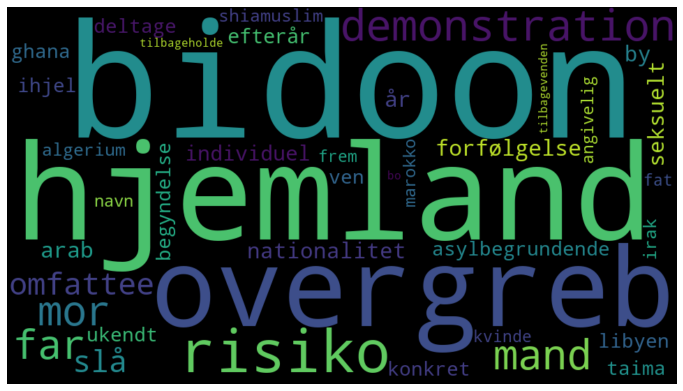 shiamuslim
deltage
demonstration
bidoon
tilbageholde
efterår
ghana
by
ihjel
år
tilbagevenden
angivelig
seksuelt
hjemland
algerium
begyndelse
individuel
frem
forfølgelse
ven
marokko
bo
fat
navn
arab
nationalitet
asylbegrundende
irak
omfattee
overgreb
mor
far
ukendt
slå
risiko
kvinde
konkret
mand
libyen
taima